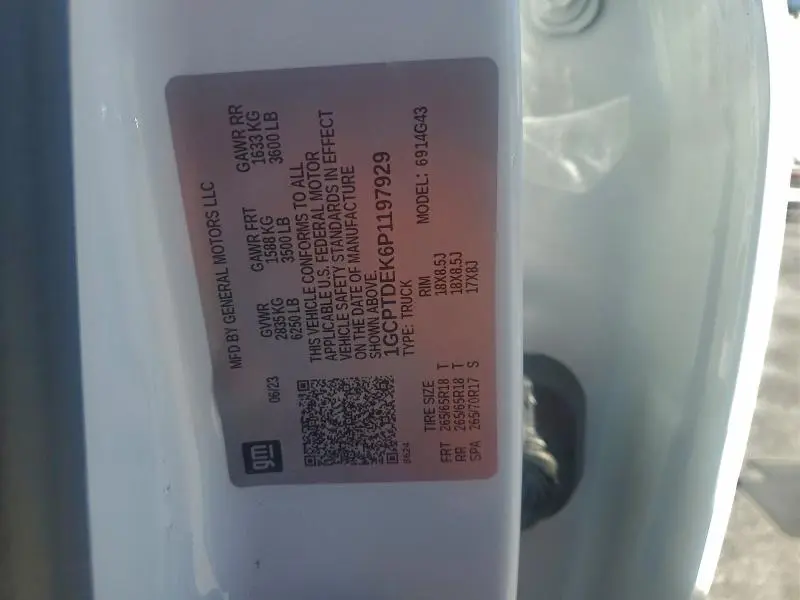 gm
06/23
MFD BY GENERAL MOTORS LLC
GVWR GAWR FRT GAWR RR
2835 KG 1588 KG 1633 KG
6250 LB 3500 LB 3600 LB
THIS VEHICLE CONFORMS TO ALL
APPLICABLE U.S. FEDERAL MOTOR
VEHICLE SAFETY STANDARDS IN EFFECT
ON THE DATE OF MANUFACTURE
SHOWN ABOVE.
1GCPTDEK6P1197929
TYPE: TRUCK MODEL: 6914G43
8624
TIRE SIZE RIM
FRT 265/65R18 T 18X8.5J
RR 265/65R18 T 18X8.5J
SPA 265/70R17 S 17X8J